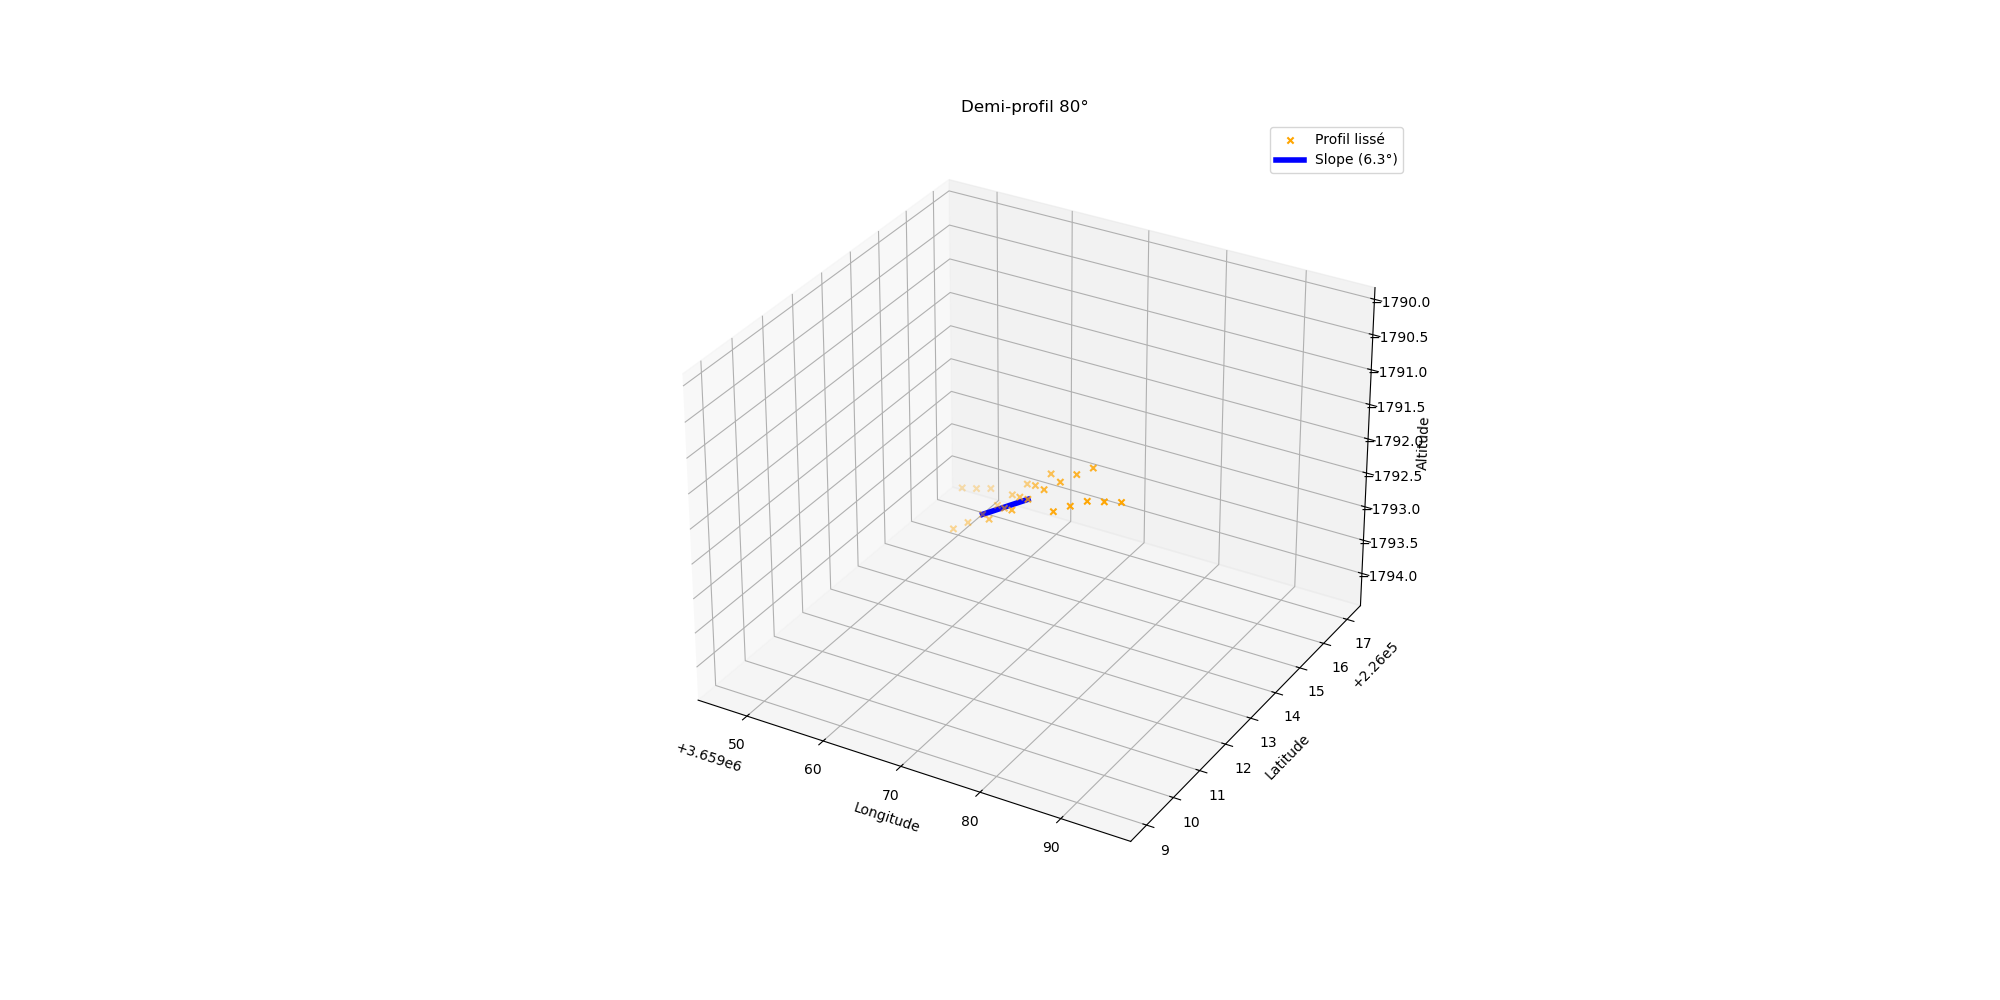 Demi-profil 80°
Profil lissé
Slope (6.3°)
−1790.0
−1790.5
−1791.0
−1791.5
−1792.0
−1792.5
−1793.0
−1793.5
−1794.0
Altitude
17
16
15
14
13
12
11
10
9
+2.26e5
Latitude
50
60
70
80
90
+3.659e6
Longitude